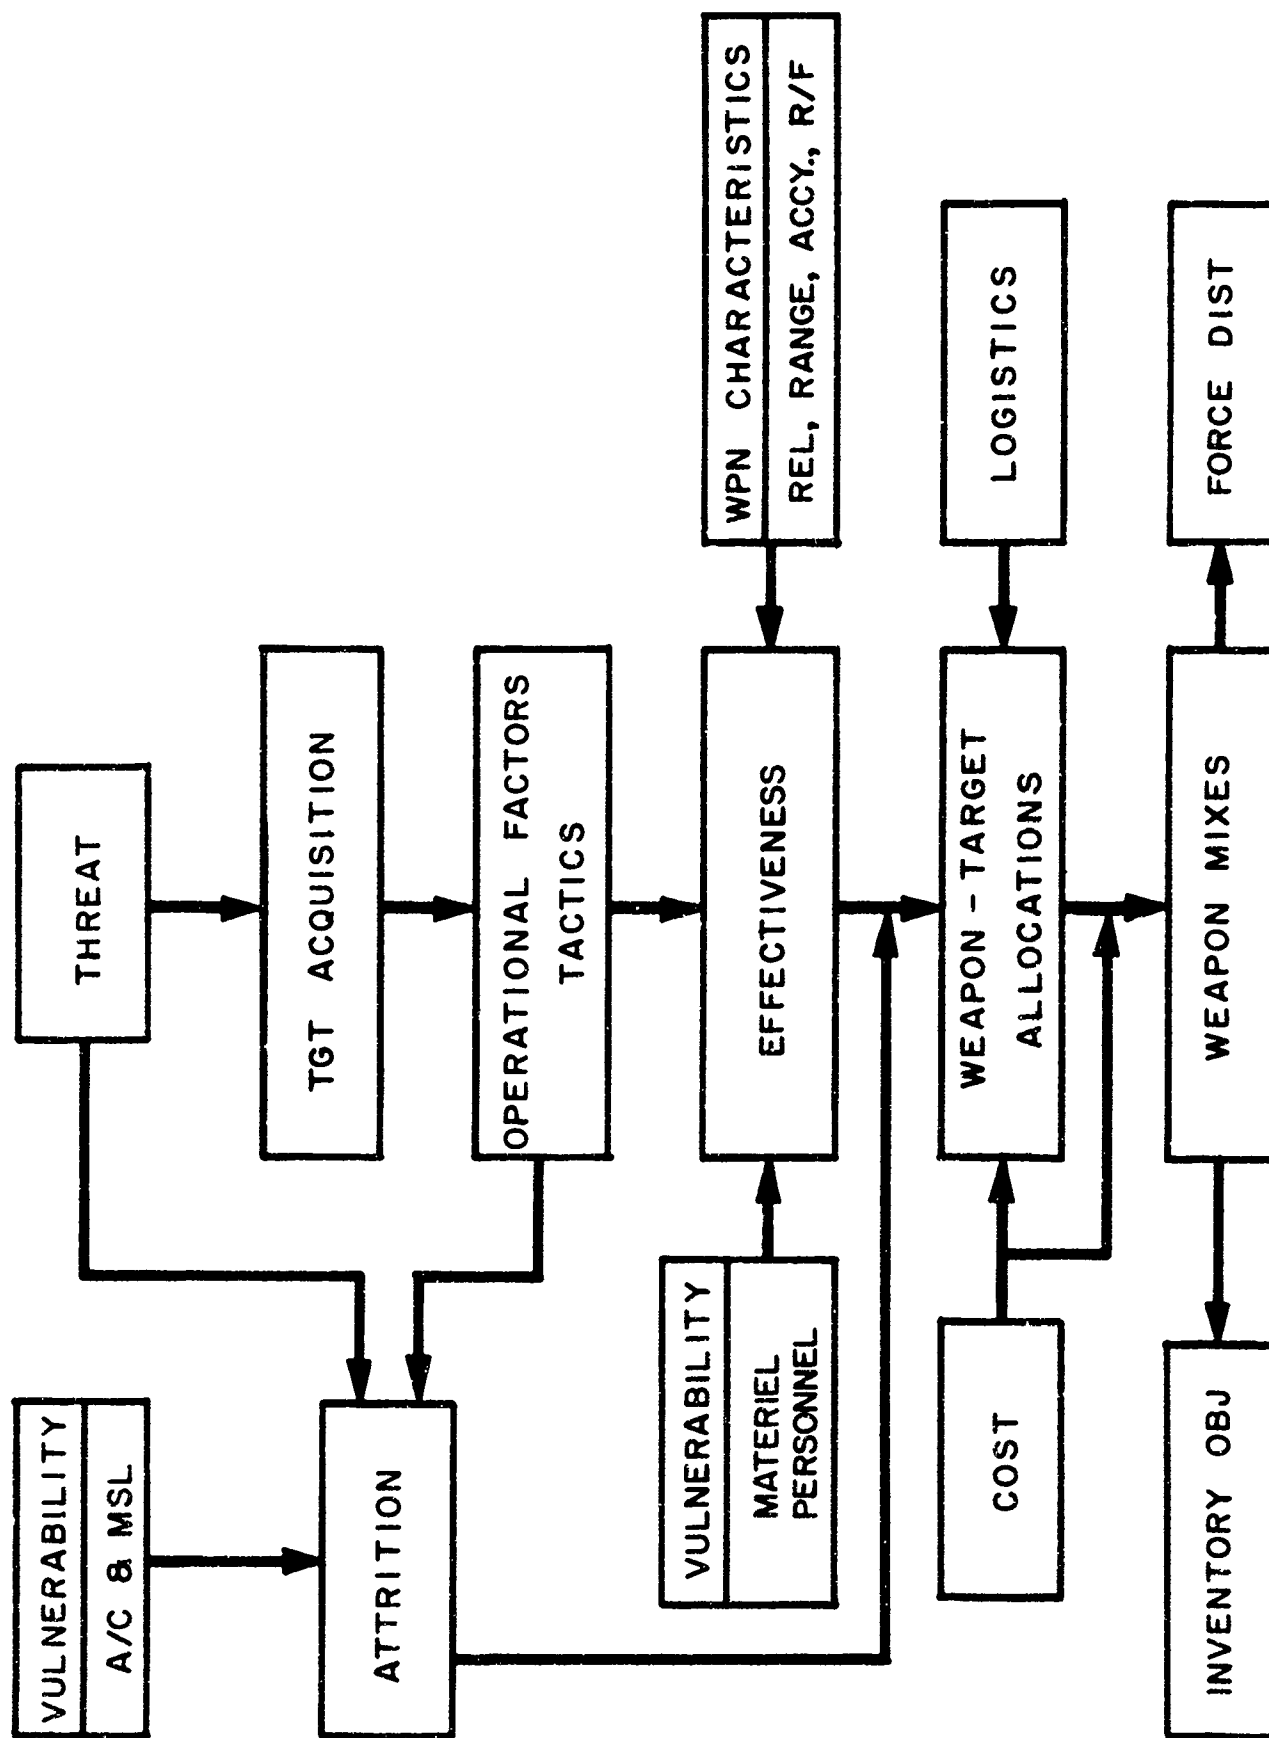 VULNERABILITY
A/C & MSL
THREAT
TGT ACQUISITION
ATTRITION
OPERATIONAL FACTORS
TACTICS
VULNERABILITY
MATERIEL
PERSONNEL
EFFECTIVENESS
WPN CHARACTERISTICS
REL, RANGE, ACCY., R/F
COST
WEAPON-TARGET
ALLOCATIONS
LOGISTICS
INVENTORY OBJ
WEAPON MIXES
FORCE DIST